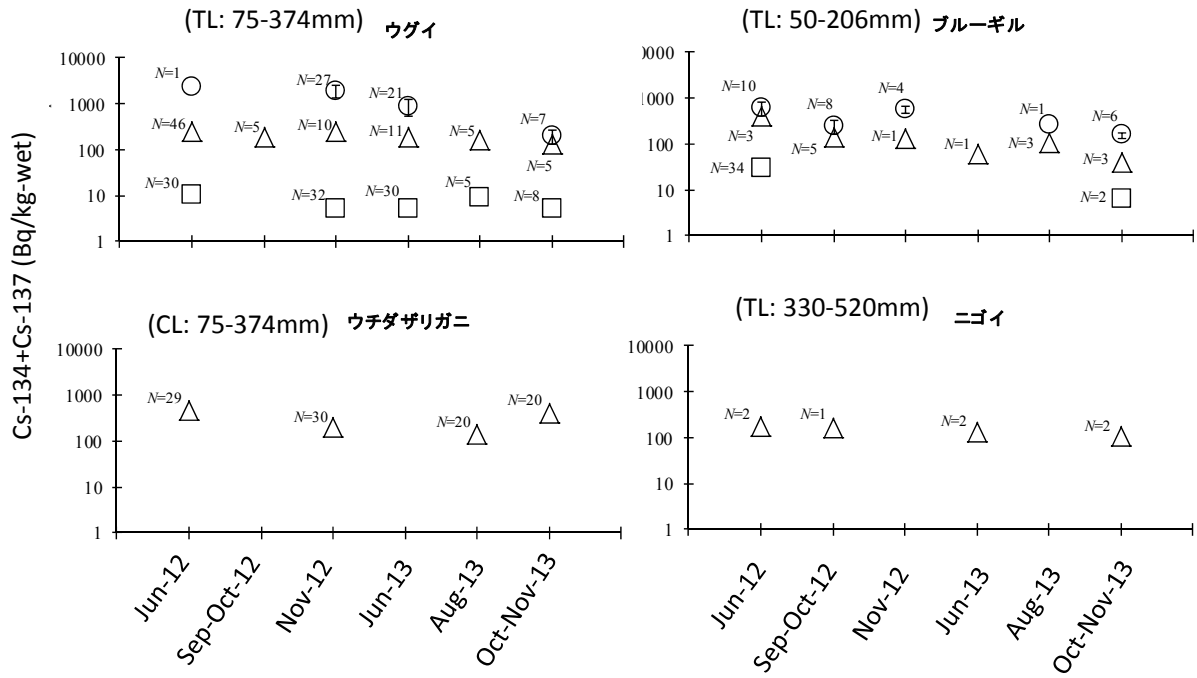 (TL: 75-374mm) ウグイ
(TL: 50-206mm) ブルーギル
Cs-134+Cs-137 (Bq/kg-wet)
10000
1000
100
10
1
N=1
N=27
N=21
N=7
N=46
N=5
N=10
N=11
N=5
N=5
N=30
N=32
N=30
N=5
N=8
0000
1000
100
10
1
N=10
N=8
N=4
N=1
N=6
N=3
N=5
N=1
N=1
N=3
N=3
N=34
N=2
(CL: 75-374mm) ウチダザリガニ
(TL: 330-520mm) ニゴイ
10000
1000
100
10
1
N=29
N=30
N=20
N=20
10000
1000
100
10
1
N=2
N=1
N=2
N=2
Jun-12
Sep-Oct-12
Nov-12
Jun-13
Aug-13
Oct-Nov-13
Jun-12
Sep-Oct-12
Nov-12
Jun-13
Aug-13
Oct-Nov-13